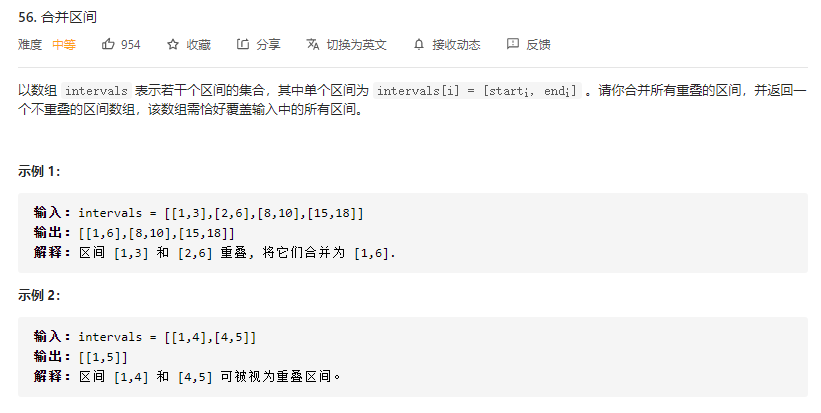 56. 合并区间
难度 中等 954 收藏 分享 切换为英文 接收动态 反馈
以数组 intervals 表示若干个区间的集合，其中单个区间为 intervals[i] = [starti, endi] 。请你合并所有重叠的区间，并返回一
个不重叠的区间数组，该数组需恰好覆盖输入中的所有区间。
示例 1：
输入：intervals = [[1,3],[2,6],[8,10],[15,18]]
输出：[[1,6],[8,10],[15,18]]
解释：区间 [1,3] 和 [2,6] 重叠, 将它们合并为 [1,6].
示例 2：
输入：intervals = [[1,4],[4,5]]
输出：[[1,5]]
解释：区间 [1,4] 和 [4,5] 可被视为重叠区间。